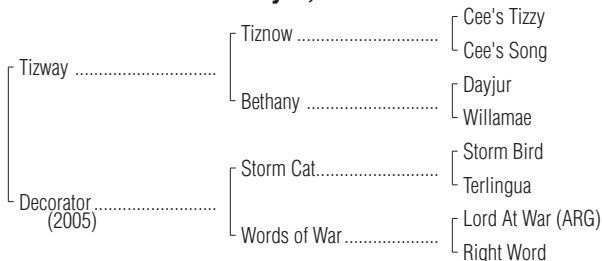 Cee's Tizzy
Tiznow
Cee's Song
Tizway
Dayjur
Bethany
Willamae
Storm Bird
Storm Cat
Terlingua
Decorator
(2005)
Lord At War (ARG)
Words of War
Right Word